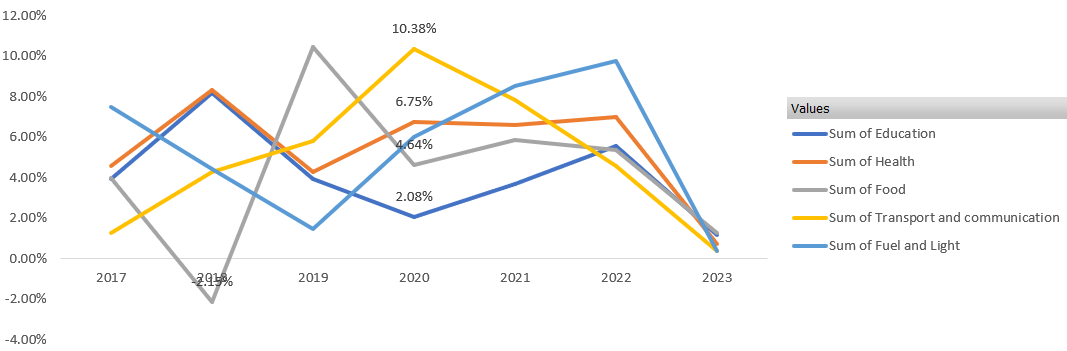 12.00%
10.38%
10.00%
8.00%
6.75%
6.00%
4.64%
4.00%
2.08%
2.00%
0.00%
2017 2018 2019 2020 2021 2022 2023
-2.15%
-2.00%
-4.00%
Values
Sum of Education
Sum of Health
Sum of Food
Sum of Transport and communication
Sum of Fuel and Light